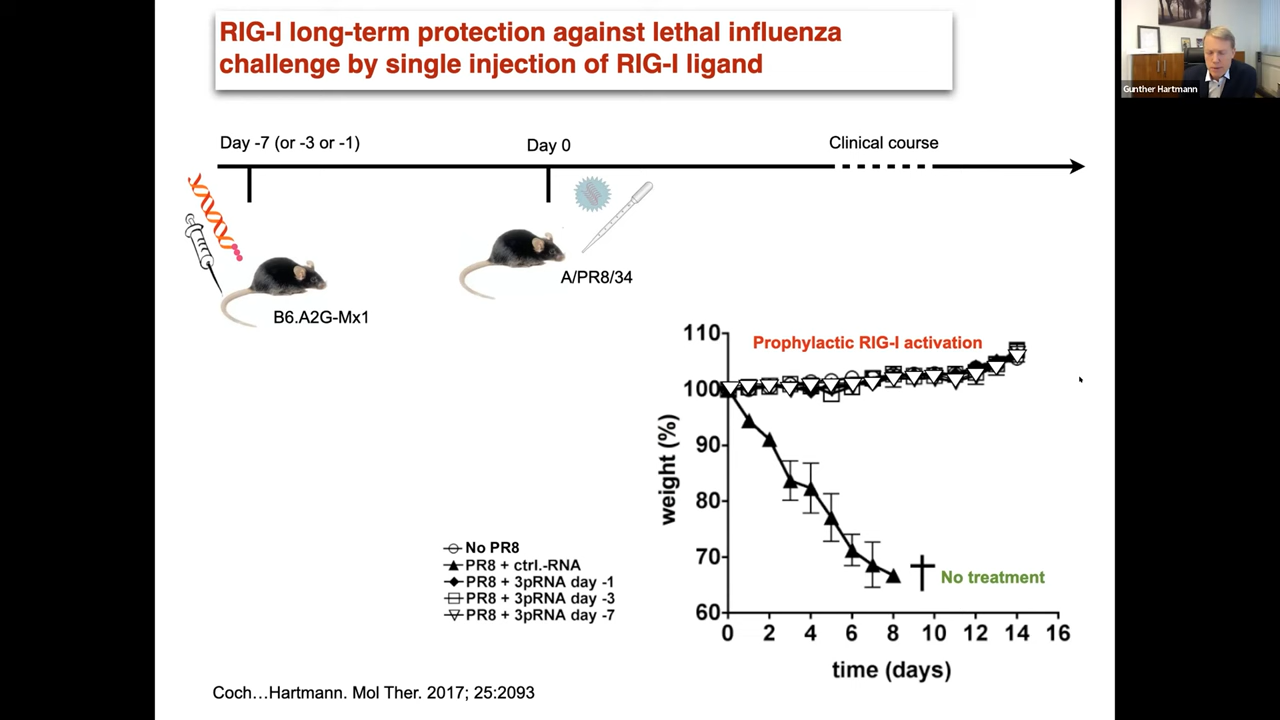 RIG-I long-term protection against lethal influenza
challenge by single injection of RIG-I ligand
Gunther Hartmann
Day -7 (or -3 or -1)
Day 0
Clinical course
A/PR8/34
B6.A2G-Mx1
Prophylactic RIG-I activation
110
100
90
80
70
60
weight (%)
No PR8
PR8 + ctrl.-RNA
PR8 + 3pRNA day -1
PR8 + 3pRNA day -3
PR8 + 3pRNA day -7
No treatment
0 2 4 6 8 10 12 14 16
time (days)
Coch…Hartmann. Mol Ther. 2017; 25:2093